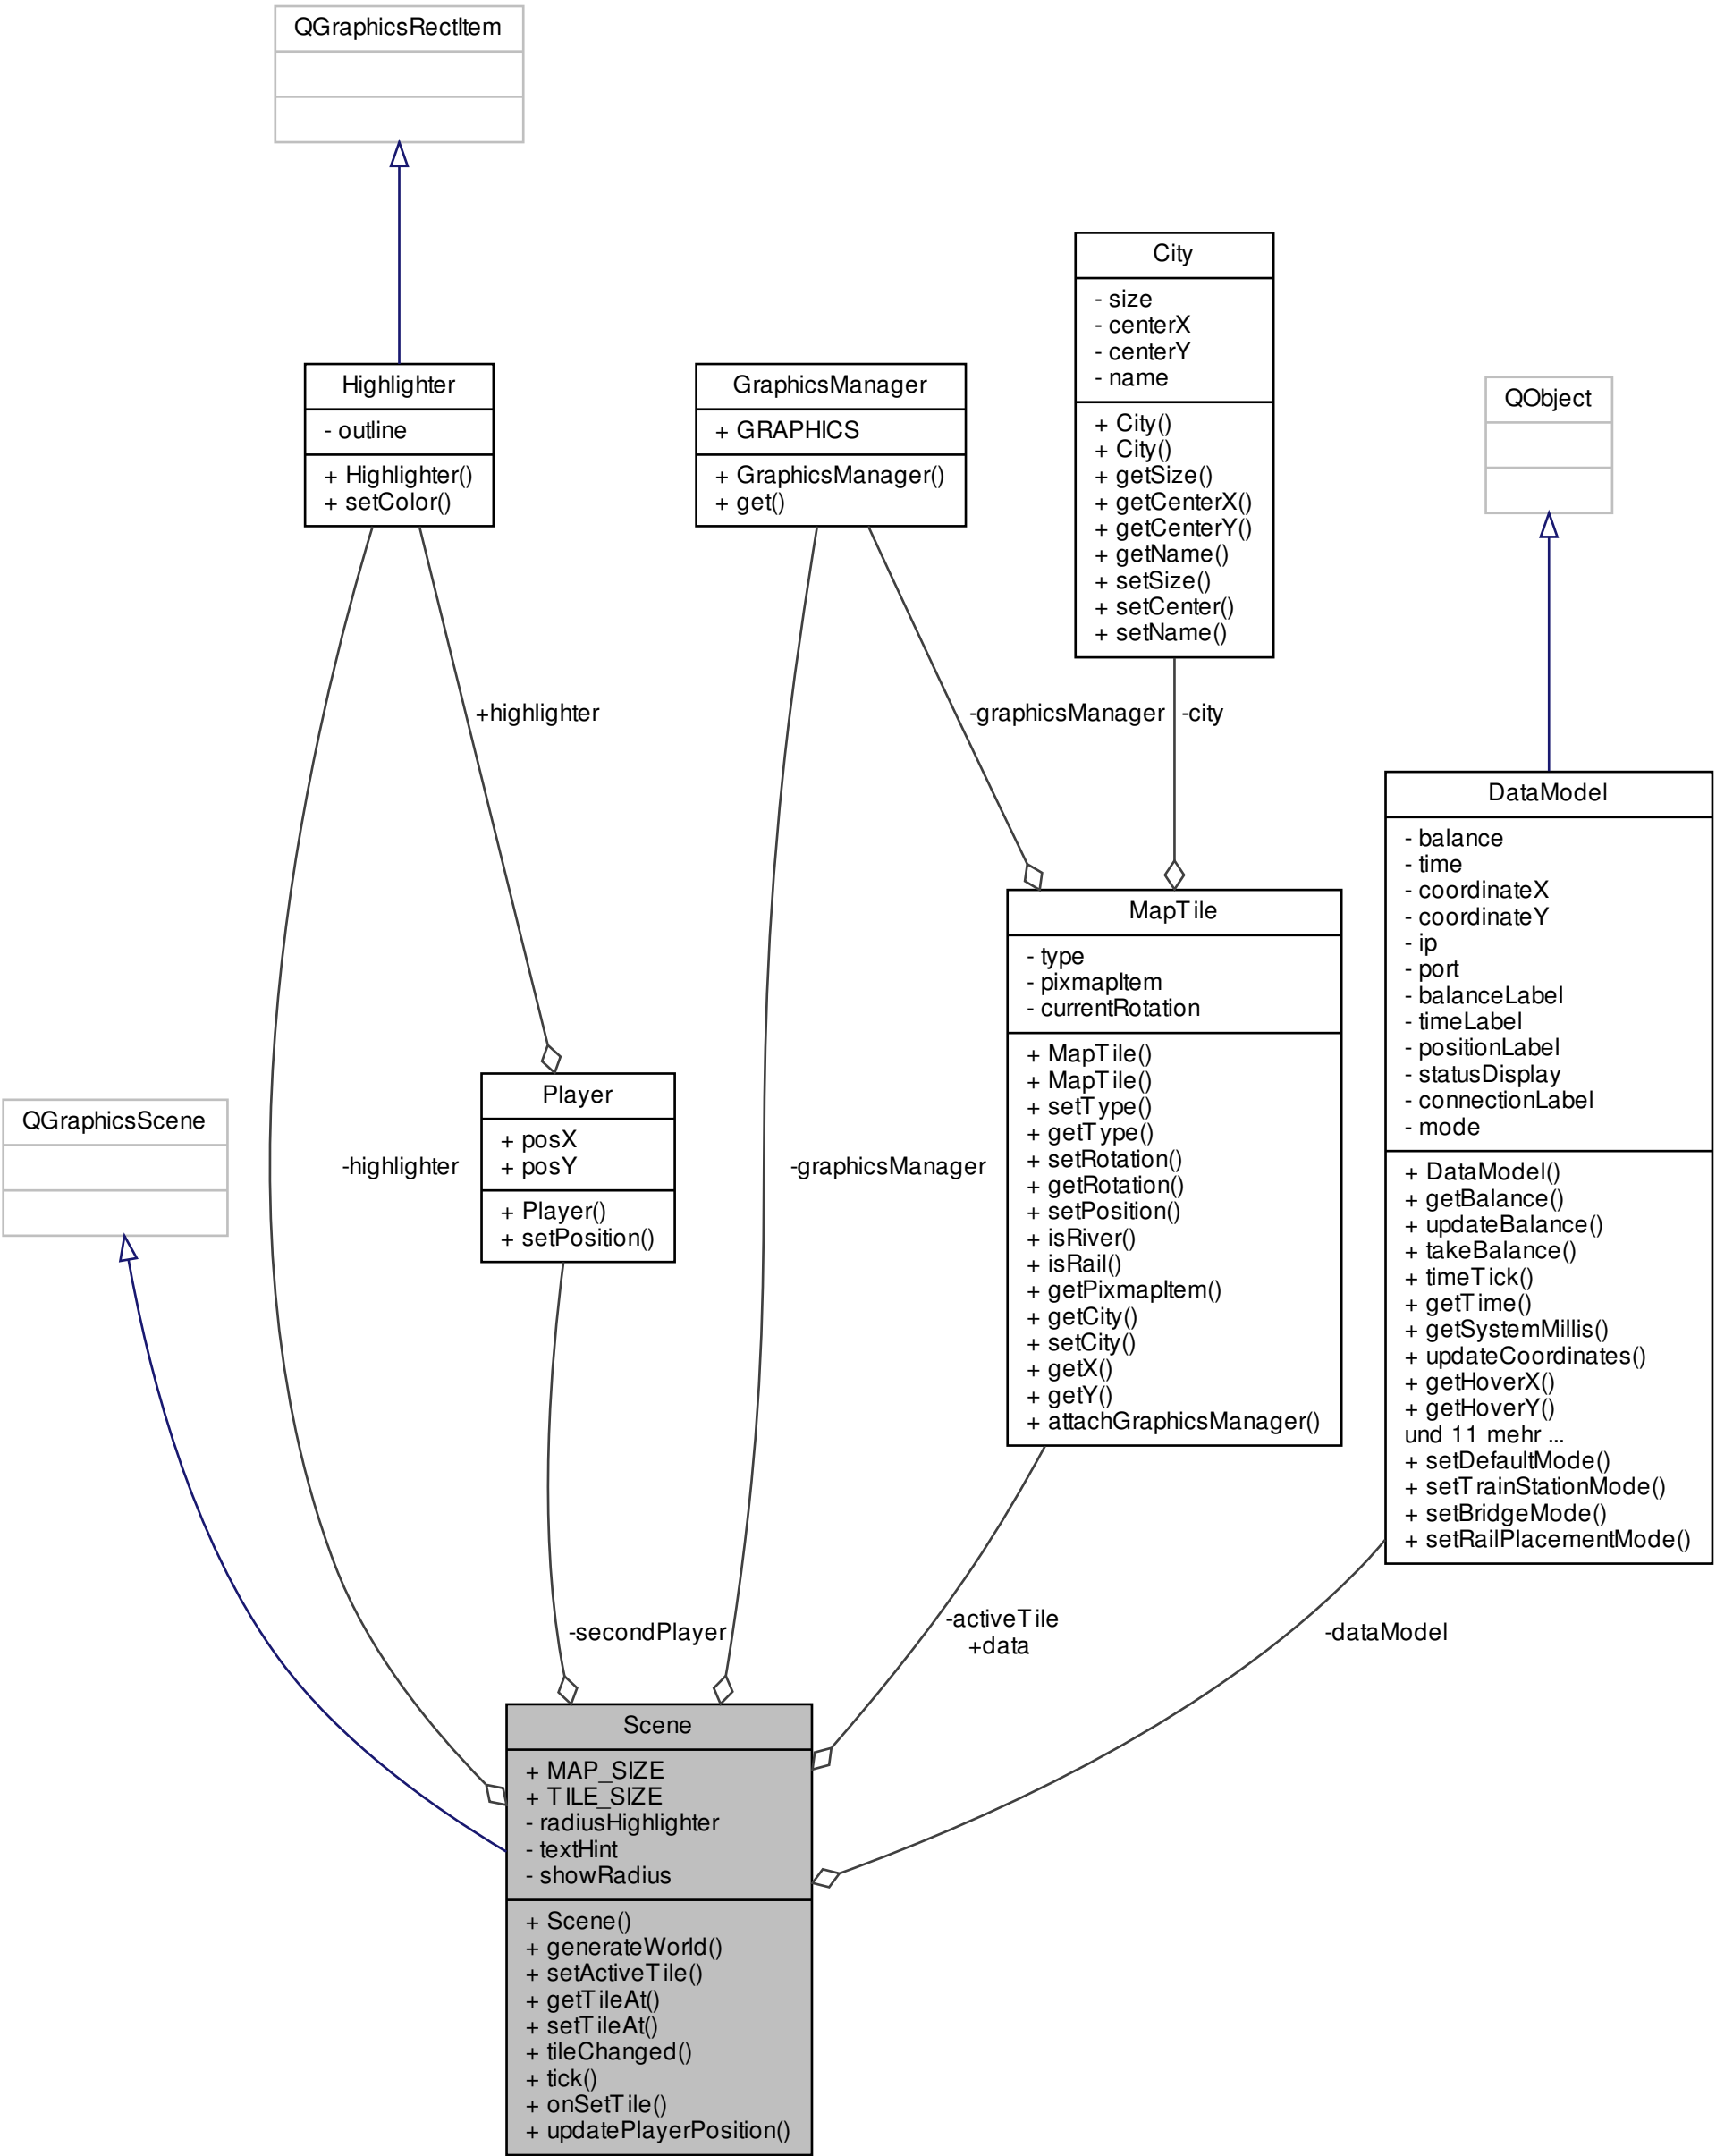 QGraphicsRectItem
City
- size
- centerX
- centerY
- name
+ City()
+ City()
+ getSize()
+ getCenterX()
+ getCenterY()
+ getName()
+ setSize()
+ setCenter()
+ setName()
Highlighter
- outline
+ Highlighter()
+ setColor()
GraphicsManager
+ GRAPHICS
+ GraphicsManager()
+ get()
QObject
+highlighter
-graphicsManager
-city
DataModel
- balance
- time
- coordinateX
- coordinateY
- ip
- port
- balanceLabel
- timeLabel
- positionLabel
- statusDisplay
- connectionLabel
- mode
+ DataModel()
+ getBalance()
+ updateBalance()
+ takeBalance()
+ timeTick()
+ getTime()
+ getSystemMillis()
+ updateCoordinates()
+ getHoverX()
+ getHoverY()
und 11 mehr ...
+ setDefaultMode()
+ setTrainStationMode()
+ setBridgeMode()
+ setRailPlacementMode()
MapTile
- type
- pixmapItem
- currentRotation
+ MapTile()
+ MapTile()
+ setType()
+ getType()
+ setRotation()
+ getRotation()
+ setPosition()
+ isRiver()
+ isRail()
+ getPixmapItem()
+ getCity()
+ setCity()
+ getX()
+ getY()
+ attachGraphicsManager()
Player
+ posX
+ posY
+ Player()
+ setPosition()
QGraphicsScene
-highlighter
-graphicsManager
-secondPlayer
-activeTile
+data
-dataModel
Scene
+ MAP_SIZE
+ TILE_SIZE
- radiusHighlighter
- textHint
- showRadius
+ Scene()
+ generateWorld()
+ setActiveTile()
+ getTileAt()
+ setTileAt()
+ tileChanged()
+ tick()
+ onSetTile()
+ updatePlayerPosition()